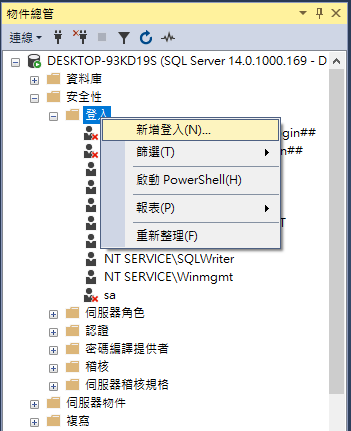 物件總管
連線
DESKTOP-93KD19S (SQL Server 14.0.1000.169 - D
資料庫
安全性
登入
新增登入(N)...
gin##
篩選(T)
n##
啟動 PowerShell(H)
報表(P)
T
重新整理(F)
NT SERVICE\SQLWriter
NT SERVICE\Winmgmt
sa
伺服器角色
認證
密碼編譯提供者
稽核
伺服器稽核規格
伺服器物件
複寫